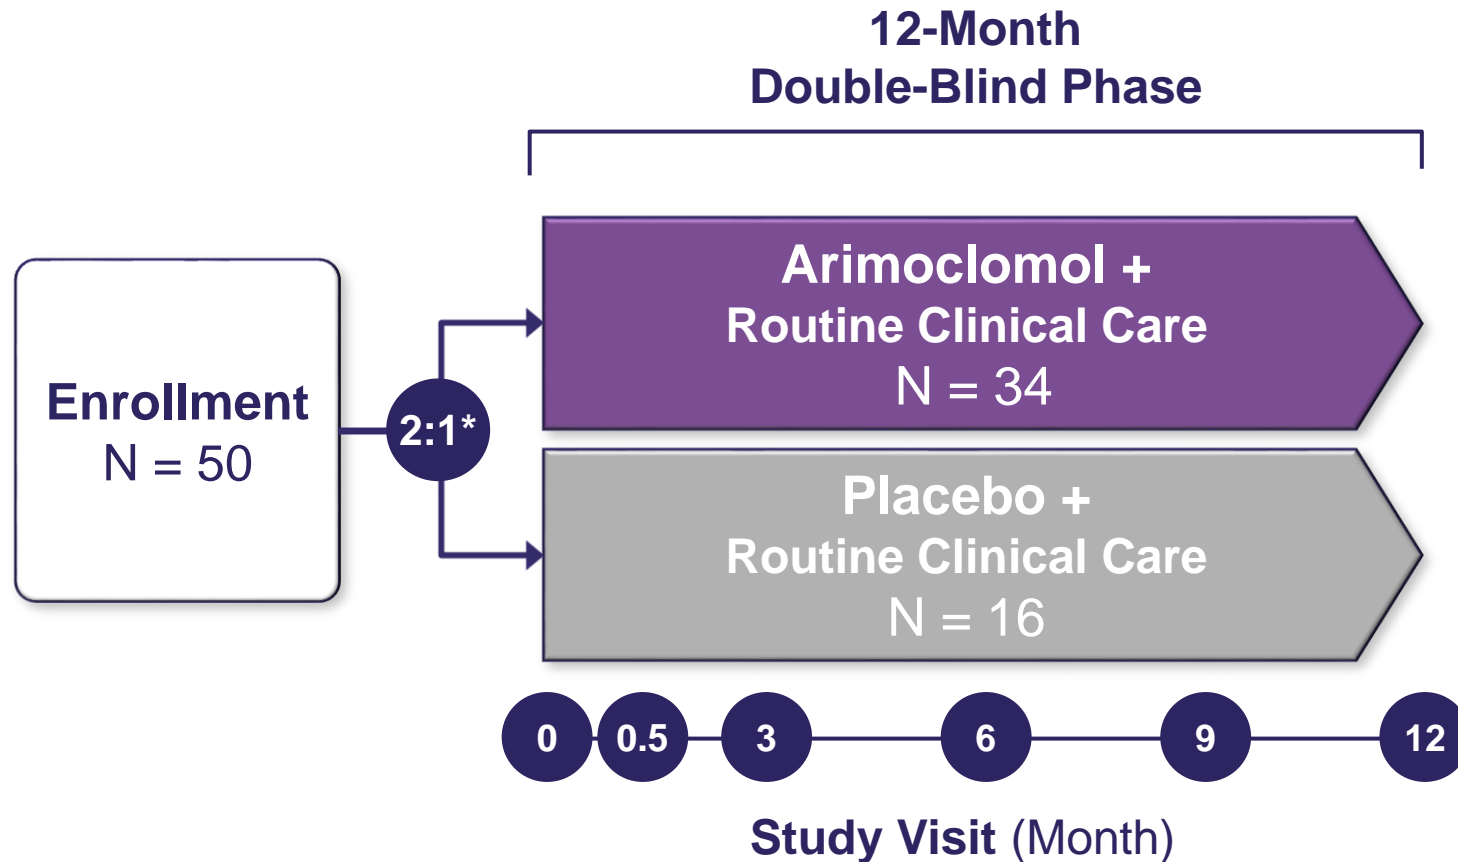 12-Month
Double-Blind Phase
Enrollment
N = 50
2:1*
Arimoclomol +
Routine Clinical Care
N = 34
Placebo +
Routine Clinical Care
N = 16
0 0.5 3 6 9 12
Study Visit (Month)